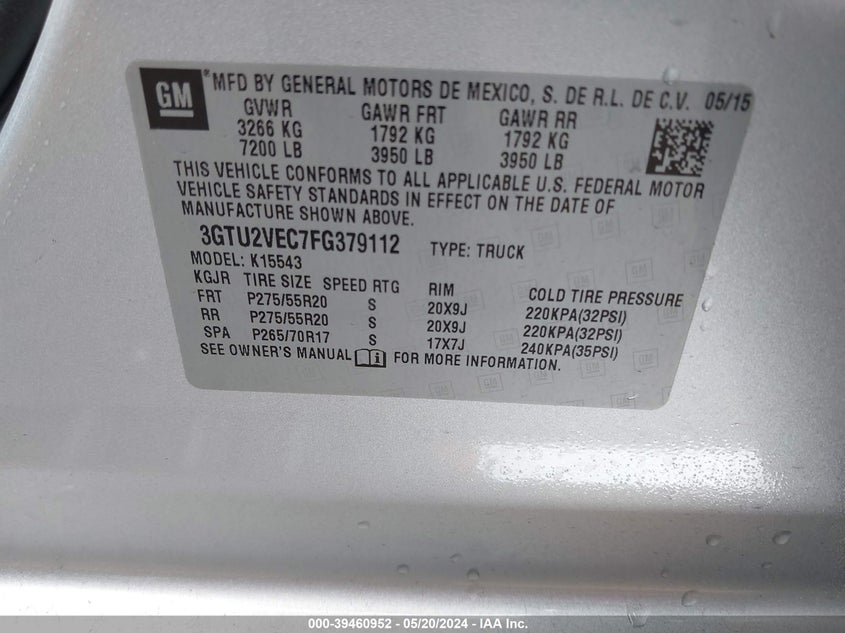 GM
*MFD BY GENERAL MOTORS DE MEXICO, S. DE R.L. DE C.V. 05/15
GVWR GAWR FRT GAWR RR
3266 KG 1792 KG 1792 KG
7200 LB 3950 LB 3950 LB
THIS VEHICLE CONFORMS TO ALL APPLICABLE U.S. FEDERAL MOTOR
VEHICLE SAFETY STANDARDS IN EFFECT ON THE DATE OF
MANUFACTURE SHOWN ABOVE.
3GTU2VEC7FG379112 TYPE: TRUCK
MODEL: K15543
KGJR TIRE SIZE SPEED RTG RIM COLD TIRE PRESSURE
FRT P275/55R20 S 20X9J 220KPA(32PSI)
RR P275/55R20 S 20X9J 220KPA(32PSI)
SPA P265/70R17 S 17X7J 240KPA(35PSI)
SEE OWNER'S MANUAL FOR MORE INFORMATION.
000-39460952 - 05/20/2024 - IAA Inc.